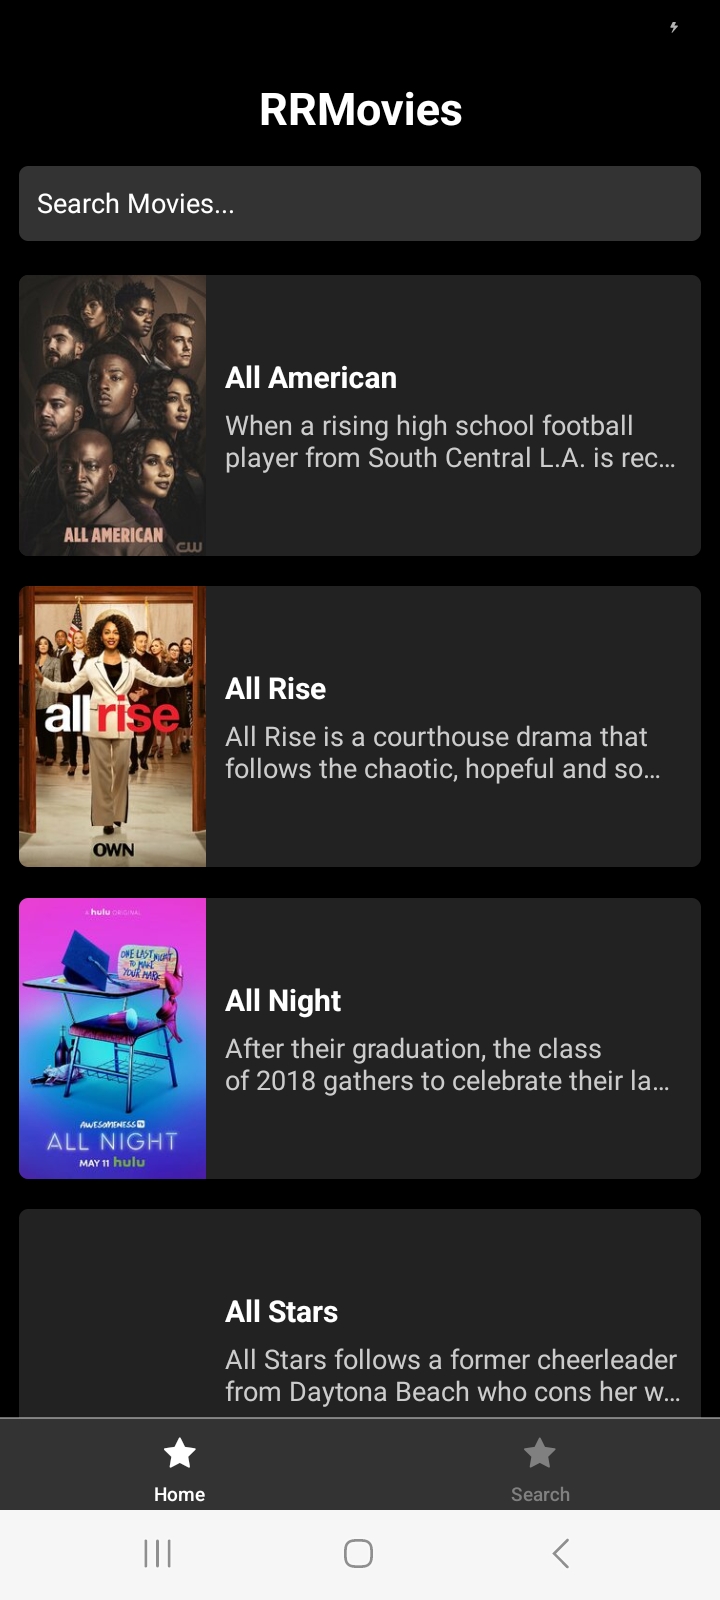 RRMovies
Search Movies...
ALL AMERICAN
CW
All American
When a rising high school football
player from South Central L.A. is rec...
all rise
OWN
All Rise
All Rise is a courthouse drama that
follows the chaotic, hopeful and so...
A hulu ORIGINAL
ONE LAST NIGHT
TO MAKE
YOUR MARK
AWESOMENESS TV
ALL NIGHT
MAY 11 hulu
All Night
After their graduation, the class
of 2018 gathers to celebrate their la...
All Stars
All Stars follows a former cheerleader
from Daytona Beach who cons her w...
Home
Search